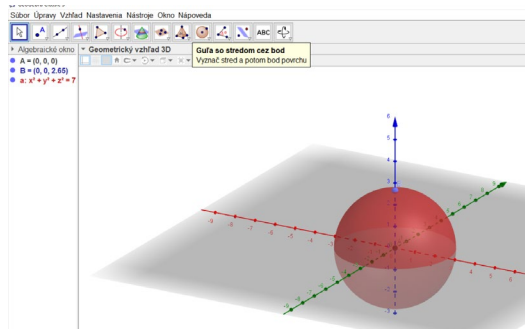 Súbor Úpravy Vzhľad Nastavenia Nástroje Okno Nápoveda
ABC
Algebraické okno
Geometrický vzhľad 3D
Guľa so stredom cez bod
Vyznač stred a potom bod povrchu
A = (0, 0, 0)
B = (0, 0, 2.65)
a: x² + y² + z² = 7